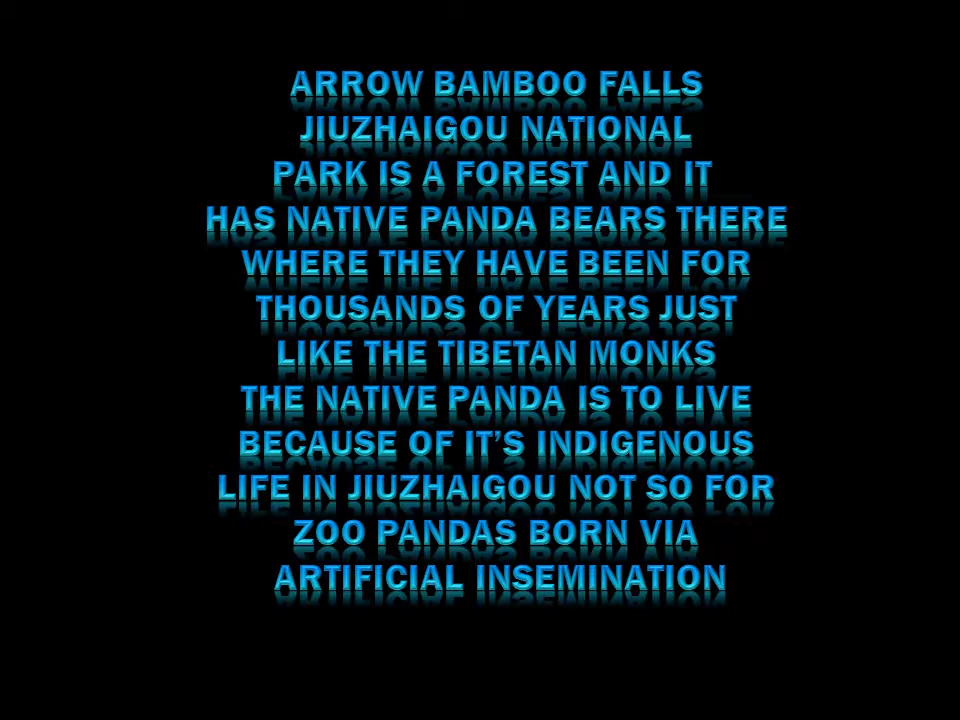 ARROW BAMBOO FALLS
JIUZHAIGOU NATIONAL
PARK IS A FOREST AND IT
HAS NATIVE PANDA BEARS THERE
WHERE THEY HAVE BEEN FOR
THOUSANDS OF YEARS JUST
LIKE THE TIBETAN MONKS
THE NATIVE PANDA IS TO LIVE
BECAUSE OF IT’S INDIGENOUS
LIFE IN JIUZHAIGOU NOT SO FOR
ZOO PANDAS BORN VIA
ARTIFICIAL INSEMINATION